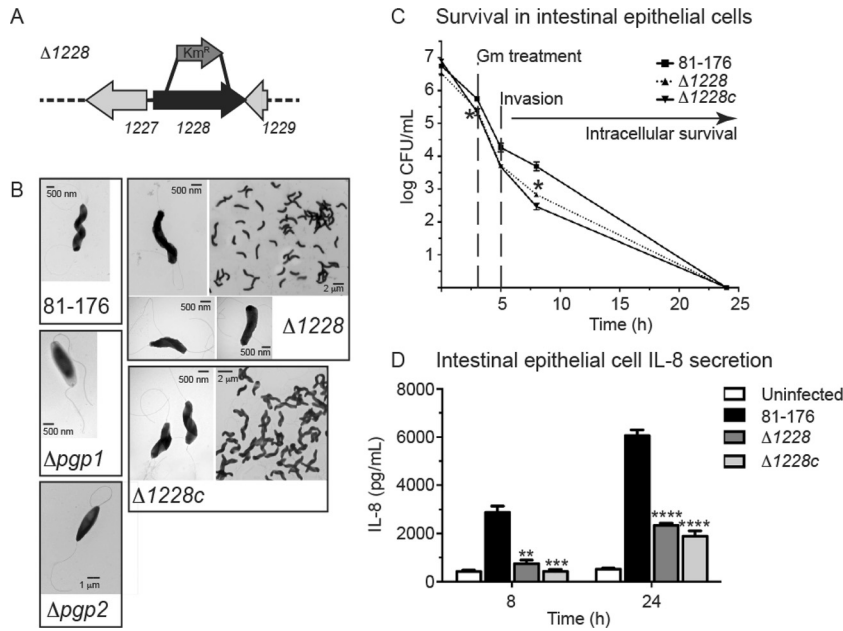 A
Δ1228
KmR
1227 1228 1229
B
500 nm
81-176
500 nm
Δpgp1
1 µm
Δpgp2
500 nm
2 µm
500 nm
500 nm
Δ1228
500 nm
2 µm
Δ1228c
C Survival in intestinal epithelial cells
81-176
Δ1228
Δ1228c
Gm treatment
Invasion
Intracellular survival
log CFU/mL
7
6
5
4
3
2
1
*
*
0 5 10 15 20 25
Time (h)
D Intestinal epithelial cell IL-8 secretion
Uninfected
81-176
Δ1228
Δ1228c
IL-8 (pg/mL)
8000
6000
4000
2000
0
** ***
**** ****
8 24
Time (h)